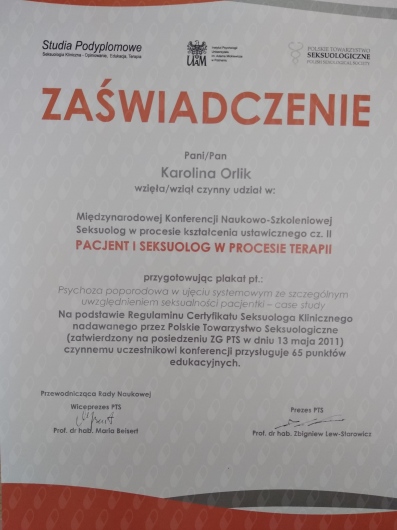 Studia Podyplomowe
Seksuologia Kliniczna - Opiniowanie, Edukacja, Terapia
UAM
POLSKIE TOWARZYSTWO
SEKSUOLOGICZNE
ZAŚWIADCZENIE
Pani/Pan
Karolina Orlik
wzięła/wziął czynny udział w:
Międzynarodowej Konferencji Naukowo-Szkoleniowej
Seksuolog w procesie kształcenia ustawicznego cz. II
PACJENT I SEKSUOLOG W PROCESIE TERAPII
przygotowując plakat pt.:
Psychoza poporodowa w ujęciu systemowym ze szczególnym
uwzględnieniem seksualności pacjentki – case study
Na podstawie Regulaminu Certyfikatu Seksuologa Klinicznego
nadawanego przez Polskie Towarzystwo Seksuologiczne
(zatwierdzony na posiedzeniu ZG PTS w dniu 13 maja 2011)
czynnemu uczestnikowi konferencji przysługuje 65 punktów
edukacyjnych.
Przewodnicząca Rady Naukowej
Wiceprezes PTS
Prof. dr hab. Maria Beisert
Prezes PTS
Prof. dr hab. Zbigniew Lew-Starowicz